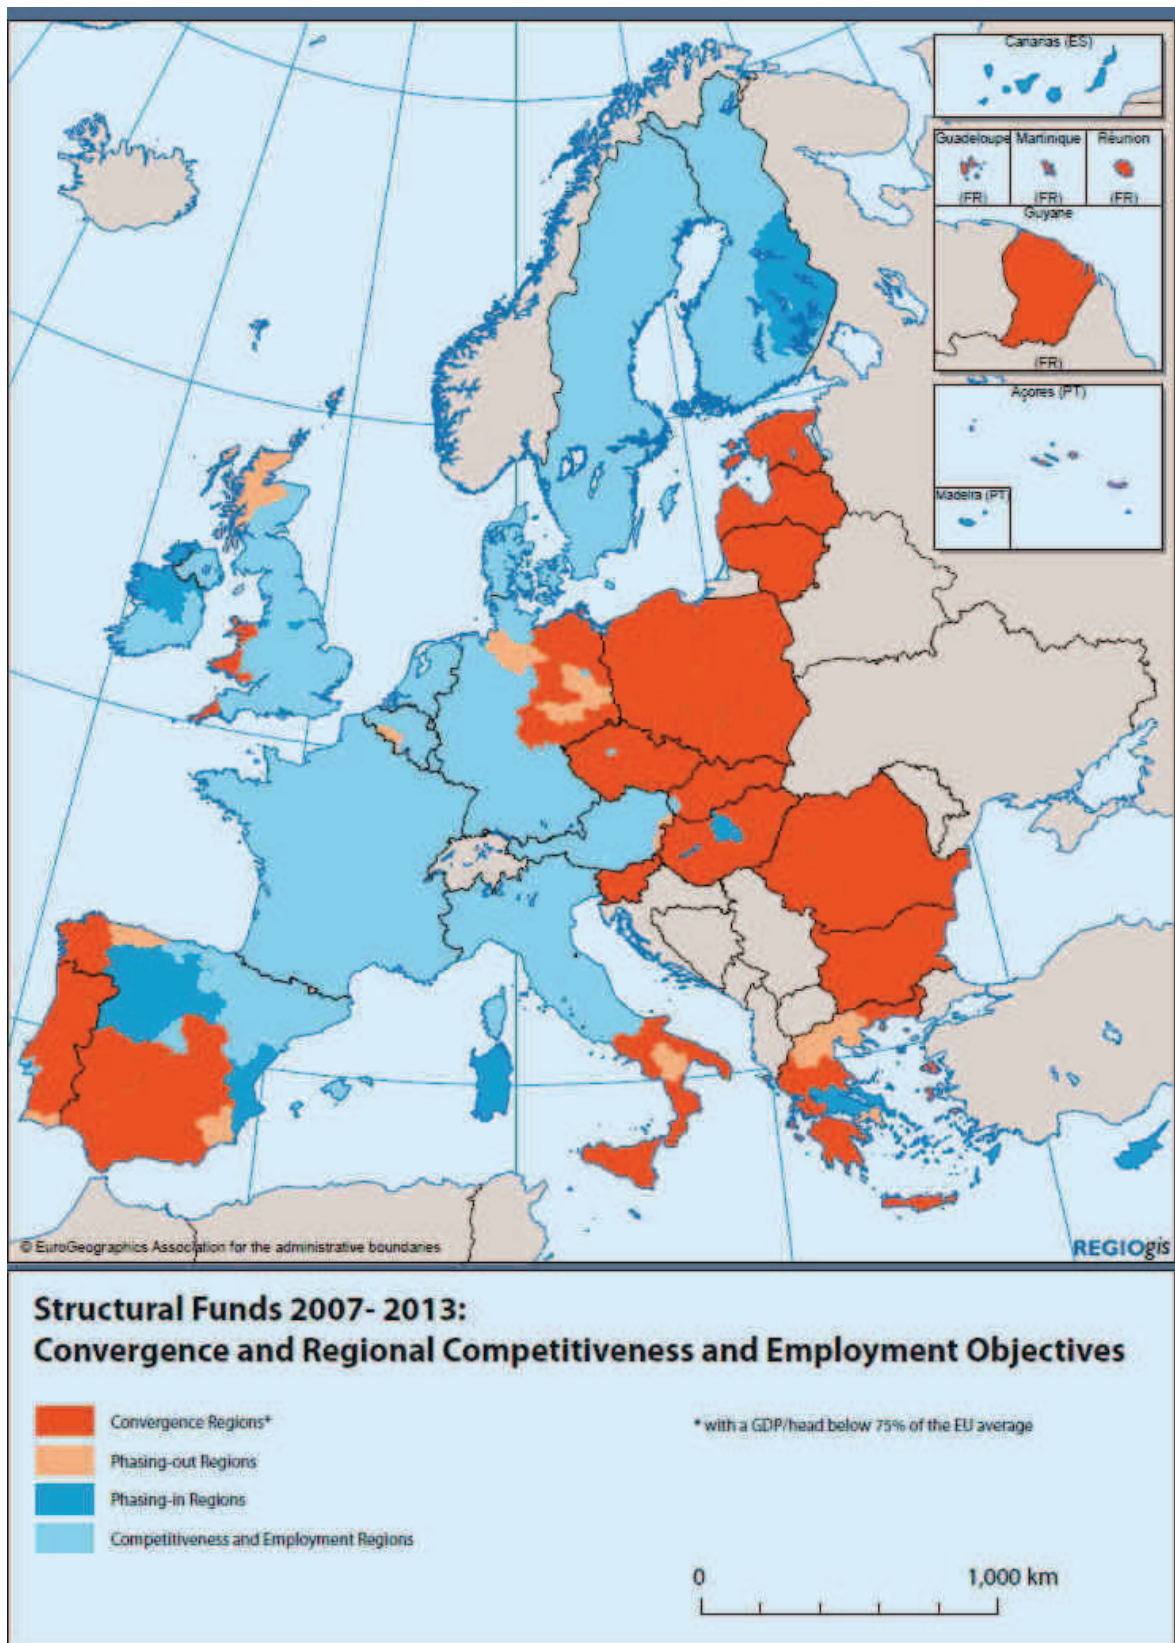 Canarias (ES)
Guadeloupe Martinique Réunion
(FR) (FR) (FR)
Guyane
(FR)
Açores (PT)
Madeira (PT)
© EuroGeographics Association for the administrative boundaries
REGIOgis
Structural Funds 2007- 2013:
Convergence and Regional Competitiveness and Employment Objectives
Convergence Regions*
* with a GDP/head below 75% of the EU average
Phasing-out Regions
Phasing-in Regions
Competitiveness and Employment Regions
0 1,000 km